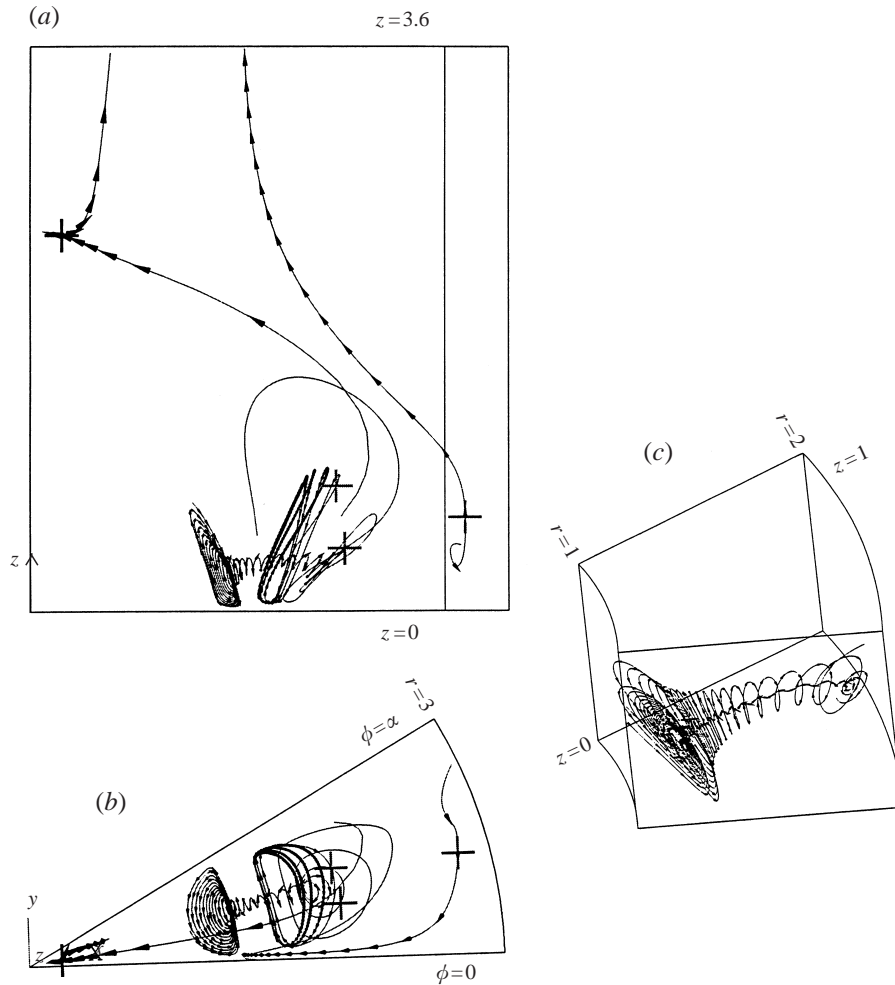 (a)
z=3.6
z
z=0
(c)
r=2
z=1
r=1
z=0
(b)
r=3
ϕ=α
y
z
x
ϕ=0